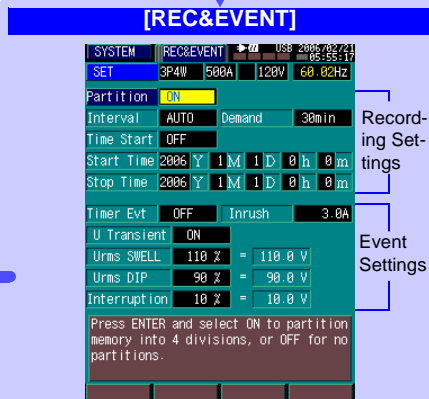 [REC&EVENT]
SYSTEM REC&EVENT USB 2006/02/21
05:55:17
SET 3P4W 500A 120V 60.02Hz
Partition ON
Interval AUTO Demand 30min
Time Start OFF
Start Time 2006 Y 1 M 1 D 0 h 0 m
Stop Time 2006 Y 1 M 1 D 0 h 0 m
Record-
ing Set-
tings
Timer Evt OFF Inrush 3.0A
U Transient ON
Urms SWELL 110 % = 110.0 V
Urms DIP 90 % = 90.0 V
Interruption 10 % = 10.0 V
Event
Settings
Press ENTER and select ON to partition
memory into 4 divisions, or OFF for no
partitions.